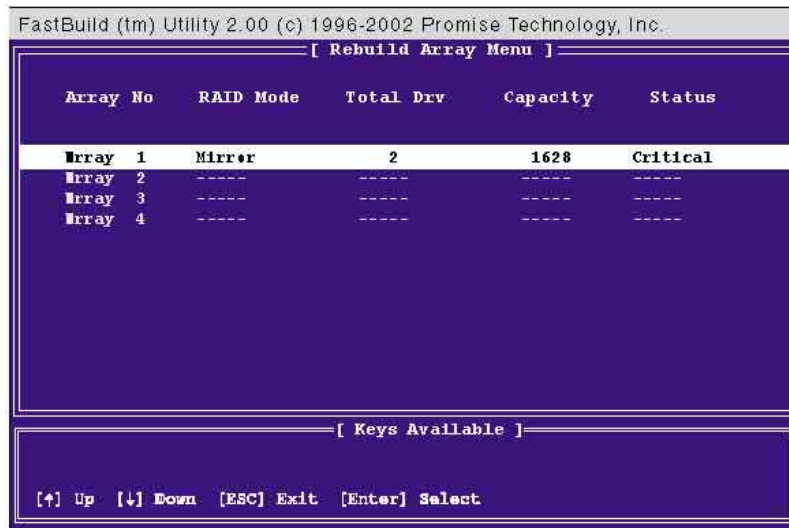 FastBuild (tm) Utility 2.00 (c) 1996-2002 Promise Technology, Inc.
[ Rebuild Array Menu ]
Array No RAID Mode Total Drv Capacity Status
Array 1 Mirror 2 1628 Critical
Array 2 ----- ----- ----- -----
Array 3 ----- ----- ----- -----
Array 4 ----- ----- ----- -----
[ Keys Available ]
[↑] Up [↓] Down [ESC] Exit [Enter] Select